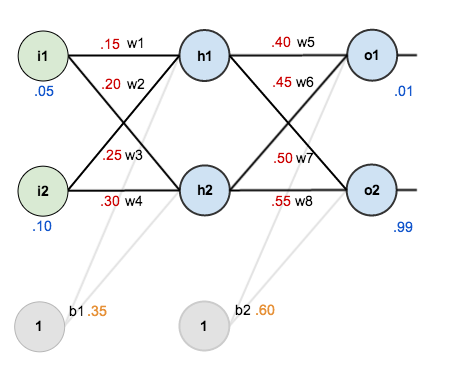 i1 .15 w1 h1 .40 w5 o1
.05 .20 w2 .45 w6 .01
.25 w3 .50 w7
i2 .30 w4 h2 .55 w8 o2
.10 .99
1 b1 .35 1 b2 .60